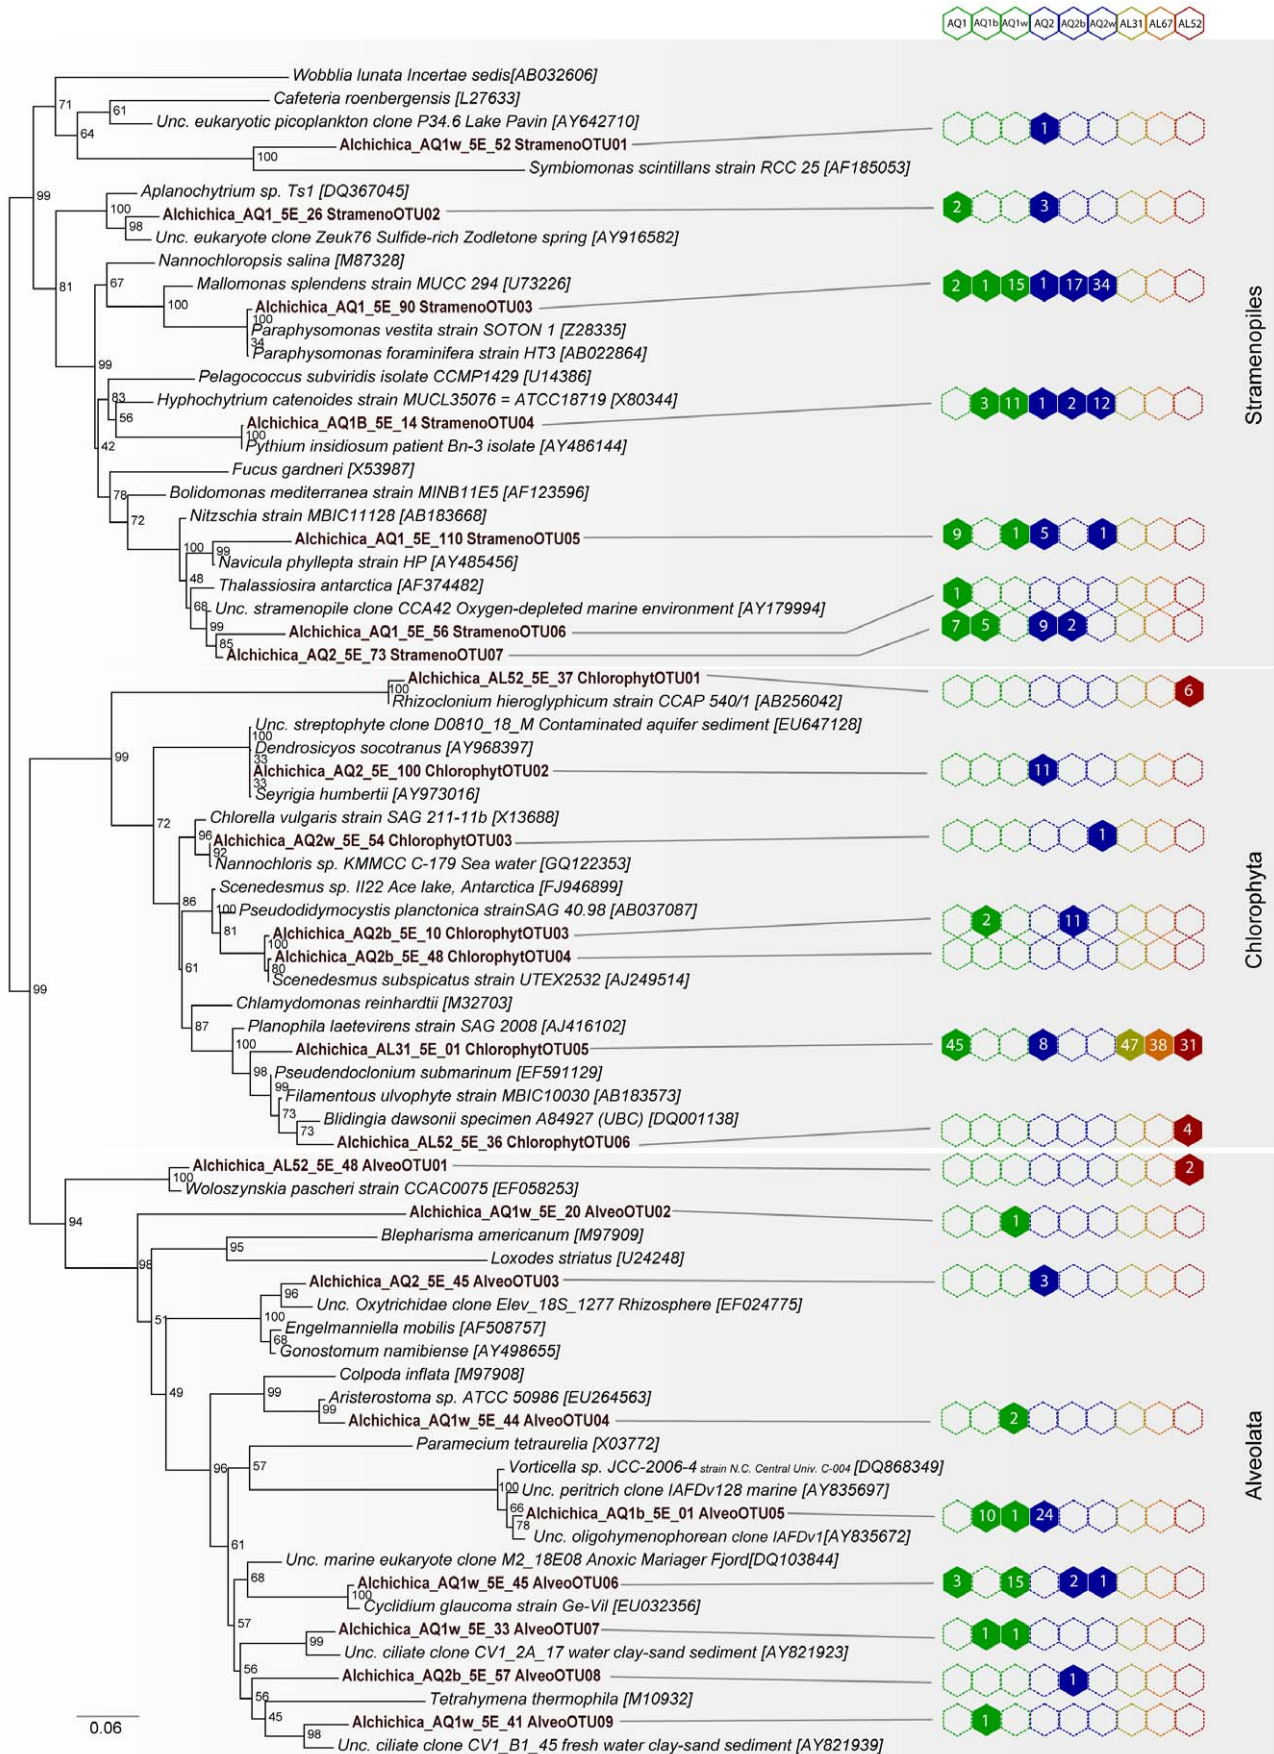 AQ1 AQ1b AQ1w AQ2 AQ2b AQ2w AL31 AL67 AL52
Wobblia lunata Incertae sedis[AB032606]
71
Cafeteria roenbergensis [L27633]
61
Unc. eukaryotic picoplankton clone P34.6 Lake Pavin [AY642710]
64
Alchichica_AQ1w_5E_52 StramenoOTU01
1
100
Symbiomonas scintillans strain RCC 25 [AF185053]
99
Aplanochytrium sp. Ts1 [DQ367045]
100
Alchichica_AQ1_5E_26 StramenoOTU02
2 3
98
Unc. eukaryote clone Zeuk76 Sulfide-rich Zodletone spring [AY916582]
Nannochloropsis salina [M87328]
67
81
Mallomonas splendens strain MUCC 294 [U73226]
2 1 15 1 17 34
100
Alchichica_AQ1_5E_90 StramenoOTU03
100
Paraphysomonas vestita strain SOTON 1 [Z28335]
34
Paraphysomonas foraminifera strain HT3 [AB022864]
99
Pelagococcus subviridis isolate CCMP1429 [U14386]
83
Hyphochytrium catenoides strain MUCL35076 = ATCC18719 [X80344]
3 11 1 2 12
56
Alchichica_AQ1B_5E_14 StramenoOTU04
100
Pythium insidiosum patient Bn-3 isolate [AY486144]
42
Fucus gardneri [X53987]
78
Bolidomonas mediterranea strain MINB11E5 [AF123596]
72
Nitzschia strain MBIC11128 [AB183668]
Alchichica_AQ1_5E_110 StramenoOTU05
9 1 5 1
100
99
Navicula phyllepta strain HP [AY485456]
48
Thalassiosira antarctica [AF374482]
1
68
Unc. stramenopile clone CCA42 Oxygen-depleted marine environment [AY179994]
99
7 5 9 2
Alchichica_AQ1_5E_56 StramenoOTU06
85
Alchichica_AQ2_5E_73 StramenoOTU07
Stramenopiles
Alchichica_AL52_5E_37 ChlorophytOTU01
100
6
Rhizoclonium hieroglyphicum strain CCAP 540/1 [AB256042]
Unc. streptophyte clone D0810_18_M Contaminated aquifer sediment [EU647128]
100
Dendrosicyos socotranus [AY968397]
99
33
Alchichica_AQ2_5E_100 ChlorophytOTU02
11
33
Seyrigia humbertii [AY973016]
72
Chlorella vulgaris strain SAG 211-11b [X13688]
96
Alchichica_AQ2w_5E_54 ChlorophytOTU03
1
92
Nannochloris sp. KMMCC C-179 Sea water [GQ122353]
Scenedesmus sp. II22 Ace lake, Antarctica [FJ946899]
86
100
Pseudodidymocystis planctonica strainSAG 40.98 [AB037087]
2 11
81
Alchichica_AQ2b_5E_10 ChlorophytOTU03
100
Alchichica_AQ2b_5E_48 ChlorophytOTU04
61
80
Scenedesmus subspicatus strain UTEX2532 [AJ249514]
99
Chlamydomonas reinhardtii [M32703]
87
Planophila laetevirens strain SAG 2008 [AJ416102]
100
Alchichica_AL31_5E_01 ChlorophytOTU05
45 8 47 38 31
98
Pseudendoclonium submarinum [EF591129]
99
Filamentous ulvophyte strain MBIC10030 [AB183573]
73
Blidingia dawsonii specimen A84927 (UBC) [DQ001138]
73
4
Alchichica_AL52_5E_36 ChlorophytOTU06
Chlorophyta
Alchichica_AL52_5E_48 AlveoOTU01
2
100
Woloszynskia pascheri strain CCAC0075 [EF058253]
94
Alchichica_AQ1w_5E_20 AlveoOTU02
1
Blepharisma americanum [M97909]
95
Loxodes striatus [U24248]
98
Alchichica_AQ2_5E_45 AlveoOTU03
3
96
Unc. Oxytrichidae clone Elev_18S_1277 Rhizosphere [EF024775]
100
51
Engelmanniella mobilis [AF508757]
68
Gonostomum namibiense [AY498655]
Colpoda inflata [M97908]
49
99
Aristerostoma sp. ATCC 50986 [EU264563]
99
Alchichica_AQ1w_5E_44 AlveoOTU04
2
Paramecium tetraurelia [X03772]
96
57
Vorticella sp. JCC-2006-4 strain N.C. Central Univ. C-004 [DQ868349]
100
Unc. peritrich clone IAFDv128 marine [AY835697]
66
Alchichica_AQ1b_5E_01 AlveoOTU05
10 1 24
78
Unc. oligohymenophorean clone IAFDv1[AY835672]
61
Unc. marine eukaryote clone M2_18E08 Anoxic Mariager Fjord[DQ103844]
68
Alchichica_AQ1w_5E_45 AlveoOTU06
3 15 2 1
100
Cyclidium glaucoma strain Ge-Vil [EU032356]
57
Alchichica_AQ1w_5E_33 AlveoOTU07
1 1
99
Unc. ciliate clone CV1_2A_17 water clay-sand sediment [AY821923]
56
Alchichica_AQ2b_5E_57 AlveoOTU08
1
56
Tetrahymena thermophila [M10932]
45
Alchichica_AQ1w_5E_41 AlveoOTU09
1
98
Unc. ciliate clone CV1_B1_45 fresh water clay-sand sediment [AY821939]
Alveolata
0.06